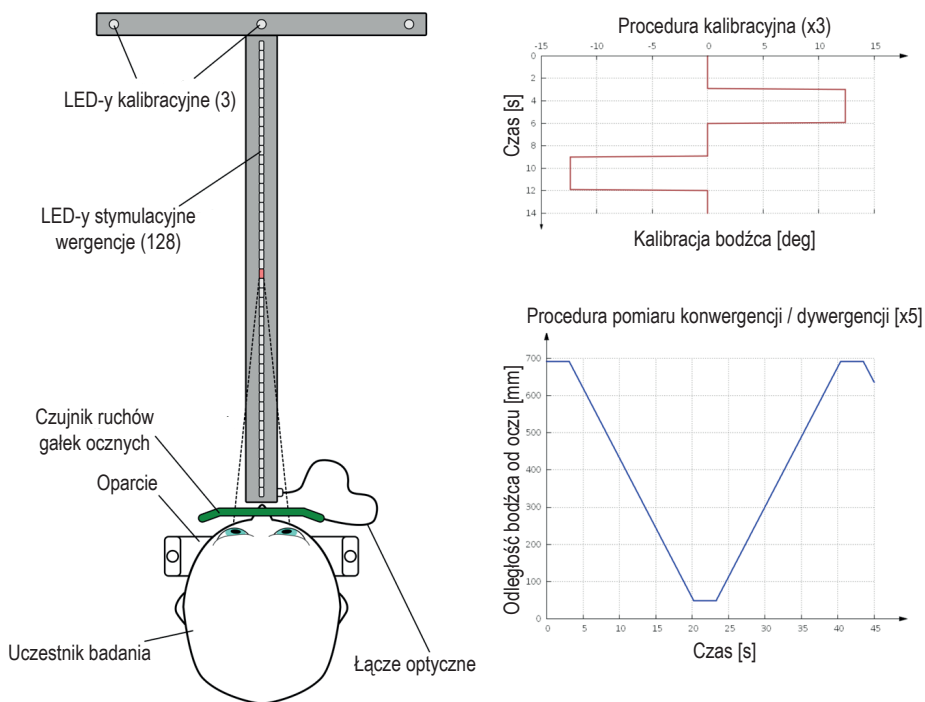 LED-y kalibracyjne (3)
LED-y stymulacyjne
wergencje (128)
Czujnik ruchów
gałek ocznych
Oparcie
Uczestnik badania
Łącze optyczne
Procedura kalibracyjna (x3)
-15 -10 -5 0 5 10 15
0
2
4
6
8
10
12
14
Czas [s]
Kalibracja bodźca [deg]
Procedura pomiaru konwergencji / dywergencji [x5]
700
600
500
400
300
200
100
0
Odległość bodźca od oczu [mm]
0 5 10 15 20 25 30 35 40 45
Czas [s]